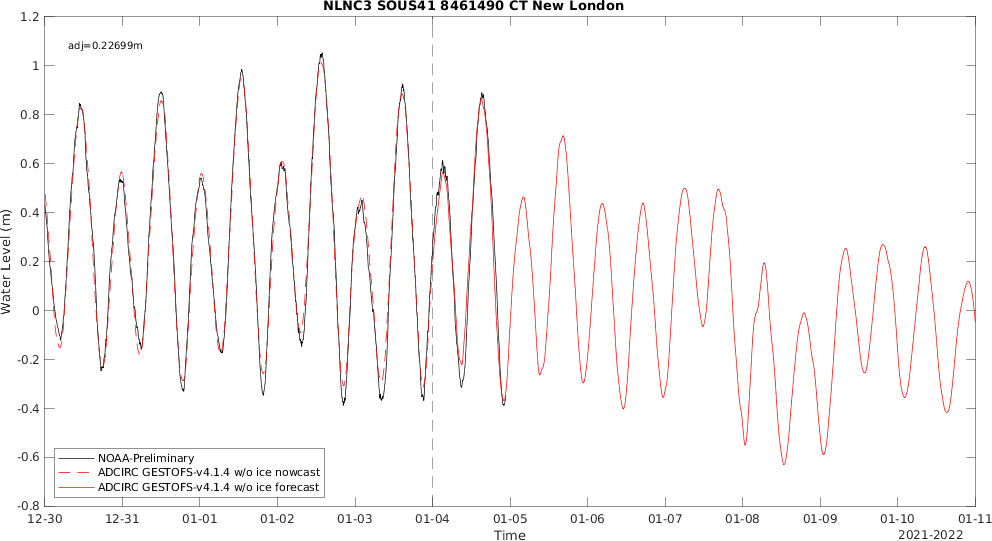 NLNC3 SOUS41 8461490 CT New London
adj=0.22699m
Water Level (m)
1.2
1
0.8
0.6
0.4
0.2
0
-0.2
-0.4
-0.6
-0.8
NOAA-Preliminary
ADCIRC GESTOFS-v4.1.4 w/o ice nowcast
ADCIRC GESTOFS-v4.1.4 w/o ice forecast
12-30 12-31 01-01 01-02 01-03 01-04 01-05 01-06 01-07 01-08 01-09 01-10 01-11
Time
2021-2022